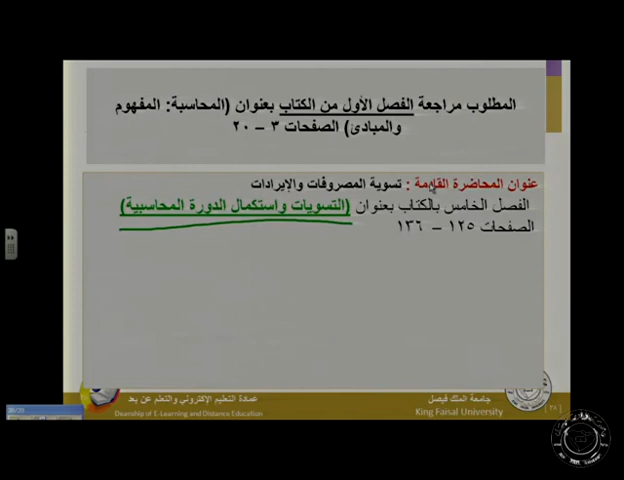 المطلوب مراجعة الفصل الأول من الكتاب بعنوان (المحاسبة: المفهوم
والمبادئ) الصفحات ٣ – ٢٠
عنوان المحاضرة القادمة : تسوية المصروفات والإيرادات
الفصل الخامس بالكتاب بعنوان (التسويات واستكمال الدورة المحاسبية)
الصفحات ١٢٥ – ١٣٦
جامعة الملك فيصل
King Faisal University
عمادة التعليم الإلكتروني والتعلم عن بعد
Deanship of E-Learning and Distance Education